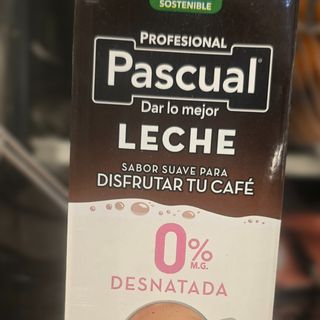 SOSTENIBLE
PROFESIONAL
Pascual
Dar lo mejor
LECHE
SABOR SUAVE PARA
DISFRUTAR TU CAFÉ
0%
M.G.
DESNATADA